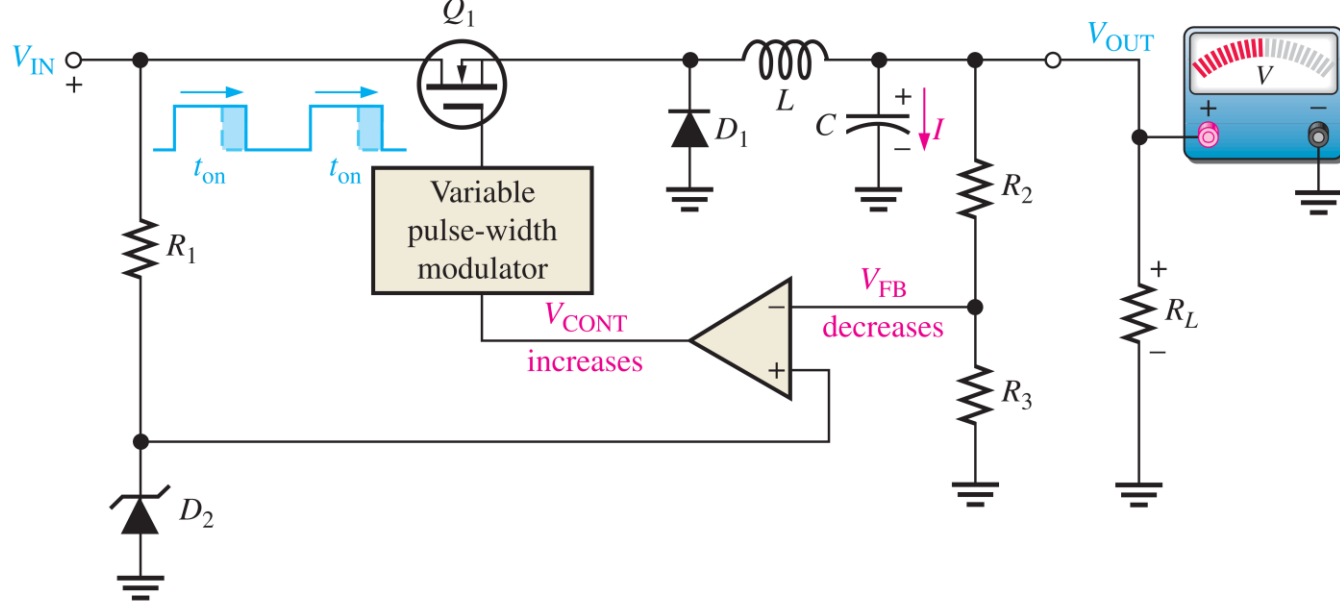 Q1
VIN
+
ton
ton
R1
Variable
pulse-width
modulator
D1
L
C
+
I
−
VOUT
V
+
−
R2
VFB
decreases
−
+
VCONT
increases
R3
+
RL
−
D2